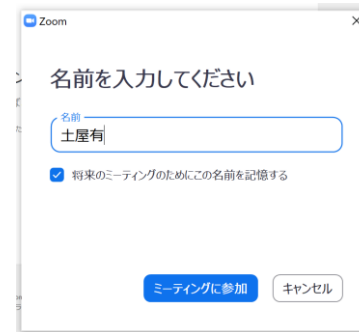 Zoom
名前を入力してください
名前
土屋有
将来のミーティングのためにこの名前を記憶する
ミーティングに参加
キャンセル